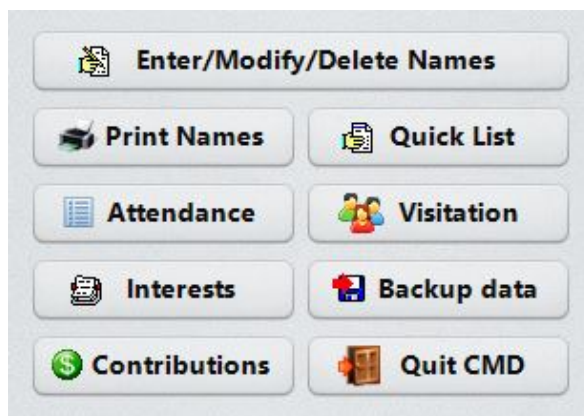 Enter/Modify/Delete Names
Print Names
Quick List
Attendance
Visitation
Interests
Backup data
Contributions
Quit CMD